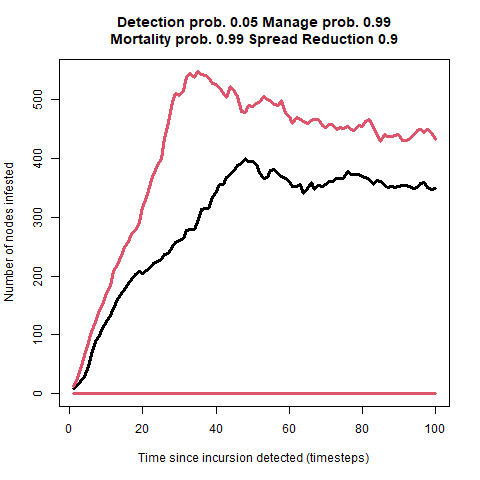 Detection prob. 0.05 Manage prob. 0.99
Mortality prob. 0.99 Spread Reduction 0.9
Number of nodes infested
500
400
300
200
100
0
0 20 40 60 80 100
Time since incursion detected (timesteps)